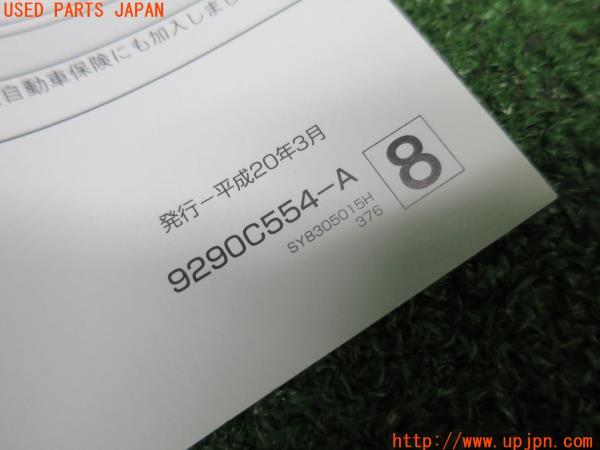 USED PARTS JAPAN
自動車保険にも加入しまし
発行－平成20年3月
9290C554－A
8
SY8305015H
376
http://www.upjpn.com/